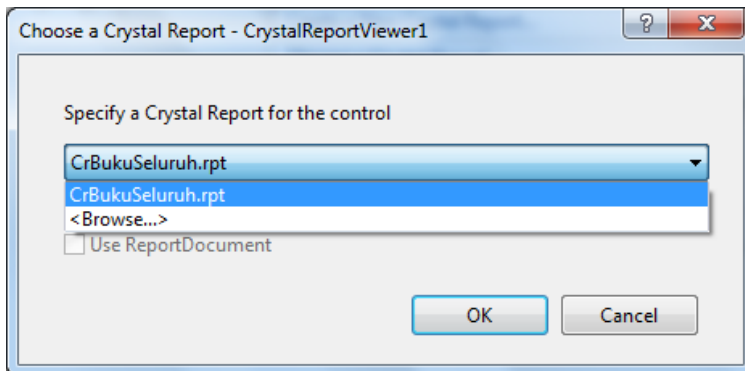 Choose a Crystal Report - CrystalReportViewer1
Specify a Crystal Report for the control
CrBukuSeluruh.rpt
CrBukuSeluruh.rpt
<Browse...>
Use ReportDocument
OK
Cancel